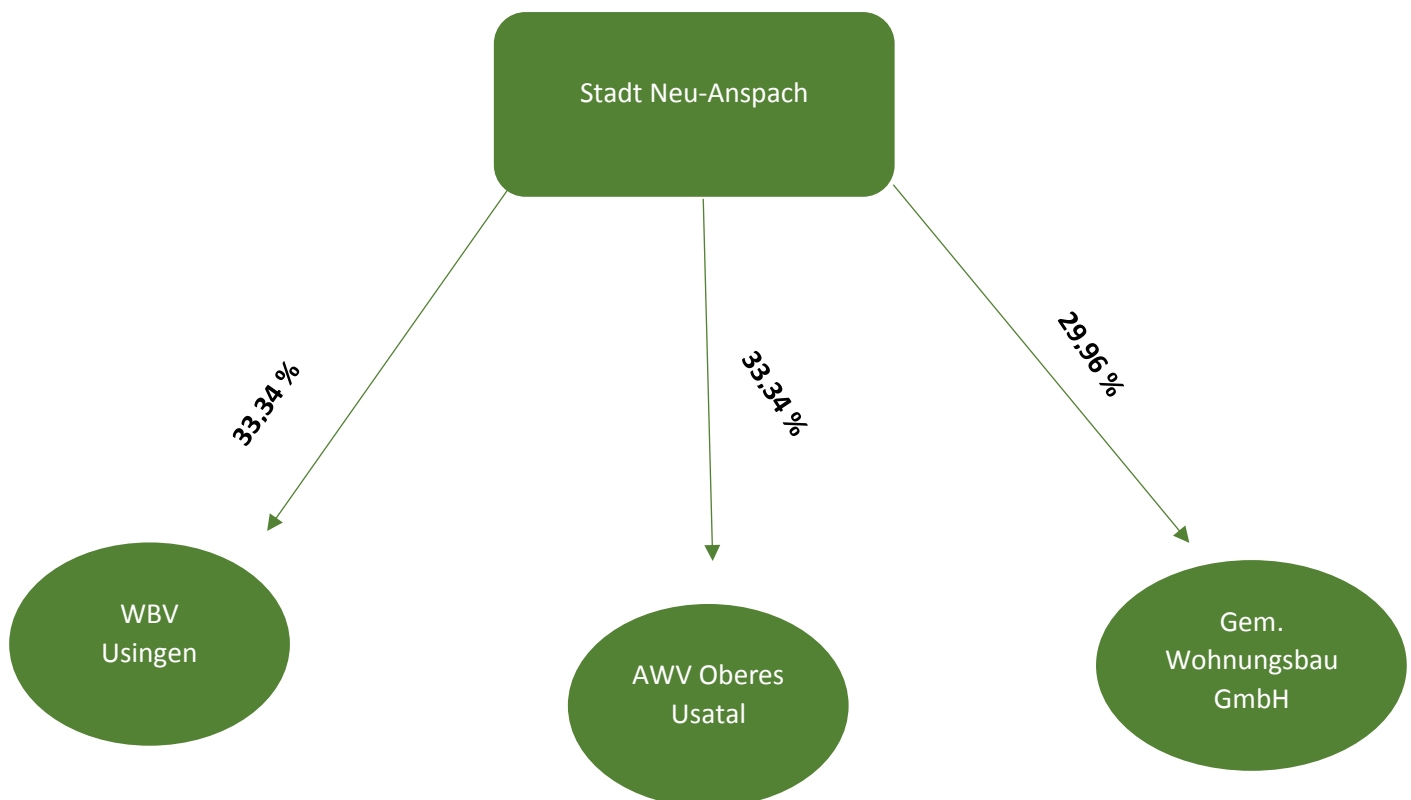 Stadt Neu-Anspach
33,34 %
33,34 %
29,96 %
WBV
Usingen
AWV Oberes
Usatal
Gem.
Wohnungsbau
GmbH